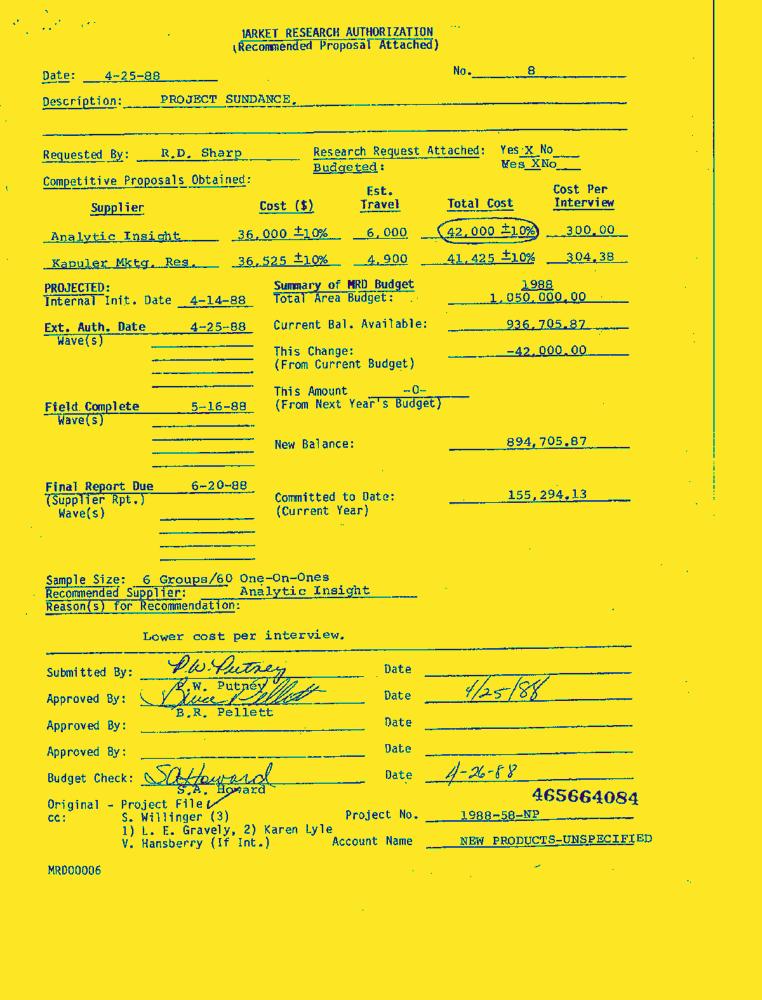 MARKET RESEARCH AUTHORIZATION
(Recommended Proposal Attached)
Date: 4-25-88 No. 8
Description: PROJECT SUNDANCE.
Requested By: R.D. Sharp Research Request Attached: Yes X No
Budgeted: Yes X No
Competitive Proposals Obtained:
Supplier Cost ($) Est. Travel Total Cost Cost Per Interview
Analytic Insight 36,000 ±10% 6,000 42,000 ±10% 300.00
Kapuler Mktg. Res. 36,525 ±10% 4,900 41,425 ±10% 304.38
PROJECTED: Summary of MRD Budget 1988
Internal Init. Date 4-14-88 Total Area Budget: 1,050,000.00
Ext. Auth. Date 4-25-88 Current Bal. Available: 936,705.87
Wave(s)
This Change: -42,000.00
(From Current Budget)
This Amount -0-
Field Complete 5-16-88 (From Next Year's Budget)
Wave(s)
New Balance: 894,705.87
Final Report Due 6-20-88
(Supplier Rpt.) Committed to Date: 155,294.13
Wave(s) (Current Year)
Sample Size: 6 Groups/60 One-On-Ones
Recommended Supplier: Analytic Insight
Reason(s) for Recommendation:
Lower cost per interview.
Submitted By: P.W. Putney Date
P.W. Putney
Approved By: Bruce Pellett Date 4/25/88
B.R. Pellett
Approved By: Date
Approved By: Date
Budget Check: SA Howard Date 4-26-88
S.A. Howard
465664084
Original - Project File
cc: S. Willinger (3) Project No. 1988-58-NP
1) L. E. Gravely, 2) Karen Lyle
V. Hansberry (If Int.) Account Name NEW PRODUCTS-UNSPECIFIED
MRD00006